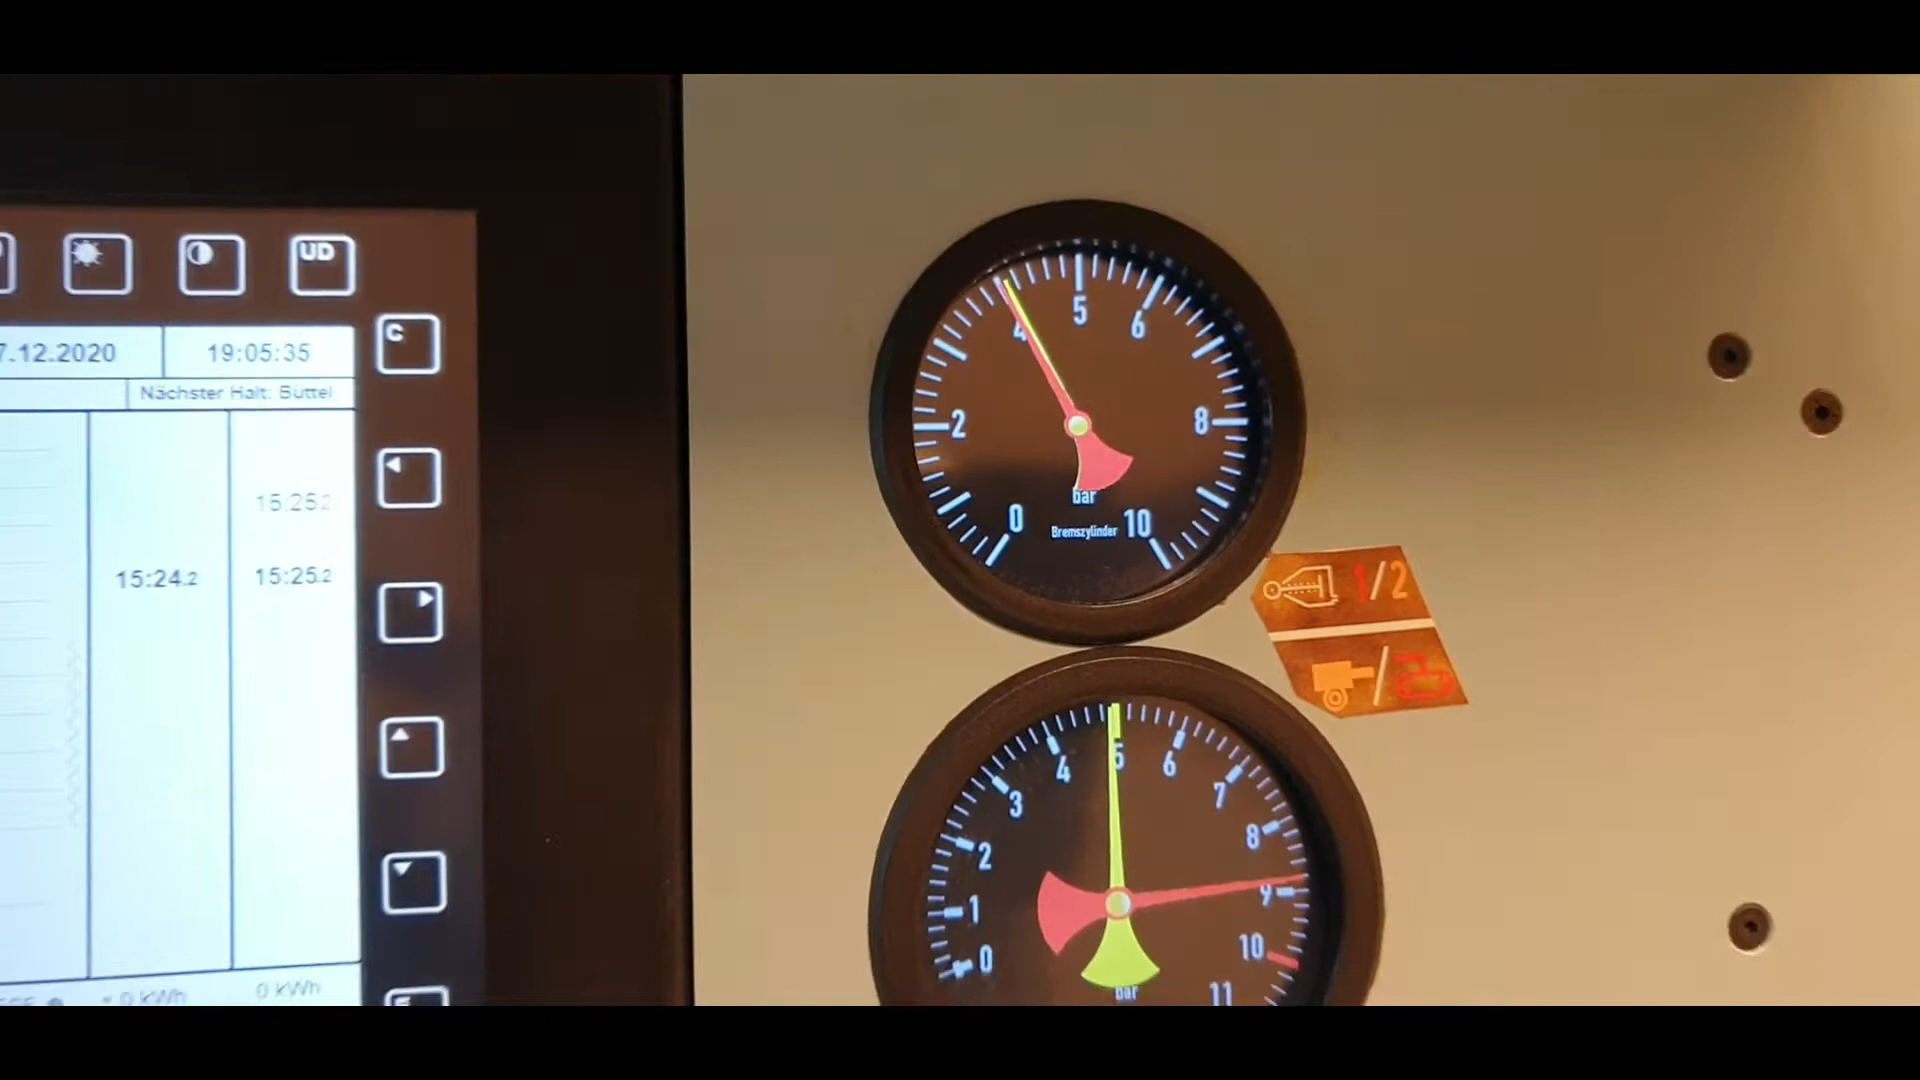 UD
C
7.12.2020 19:05:35
Nächster Halt: Büttel
15:25.2
15:24.2 15:25.2
0 kWh 0 kWh
0 2 4 5 6 8 10
bar
Bremszylinder
1/2
0 1 2 3 4 5 6 7 8 9 10 11
bar